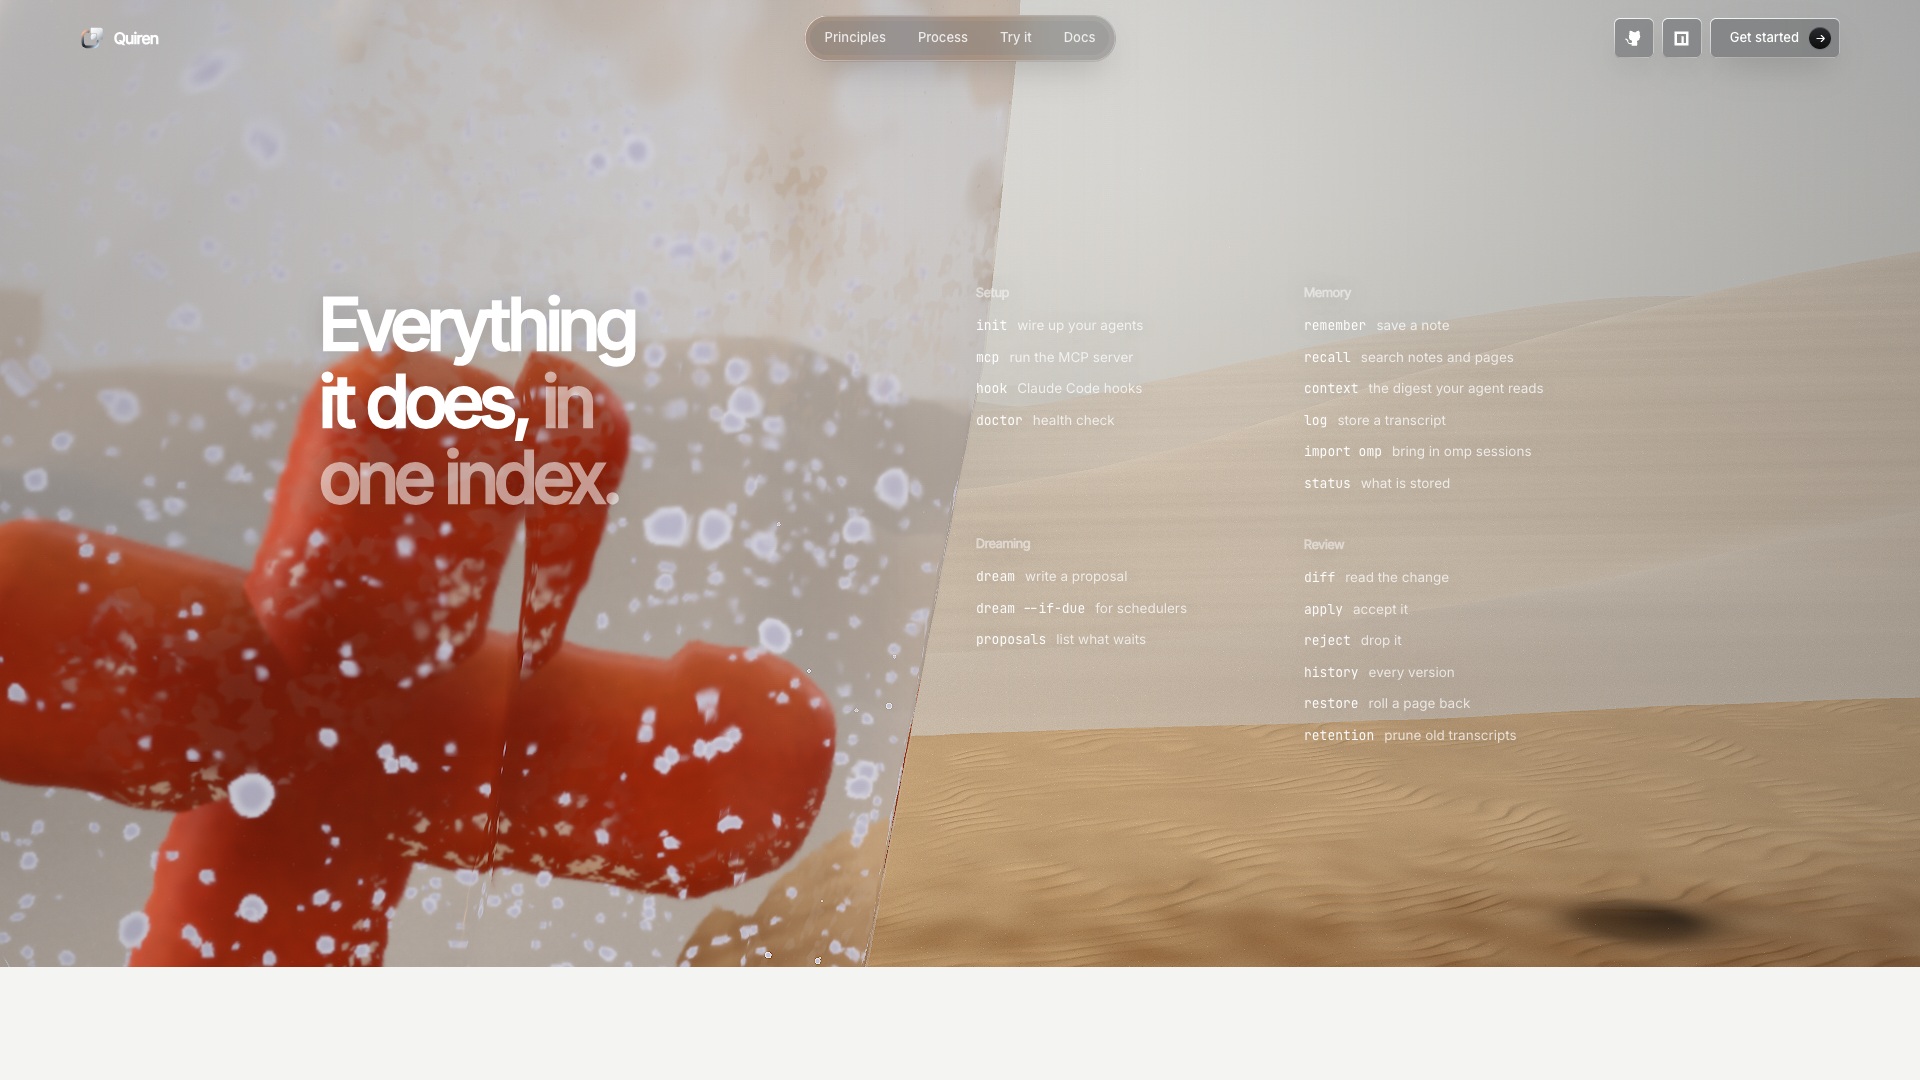 Quiren
Principles
Process
Try it
Docs
Get started
Everything
it does, in
one index.
Setup
init wire up your agents
mcp run the MCP server
hook Claude Code hooks
doctor health check
Memory
remember save a note
recall search notes and pages
context the digest your agent reads
log store a transcript
import omp bring in omp sessions
status what is stored
Dreaming
dream write a proposal
dream --if-due for schedulers
proposals list what waits
Review
diff read the change
apply accept it
reject drop it
history every version
restore roll a page back
retention prune old transcripts